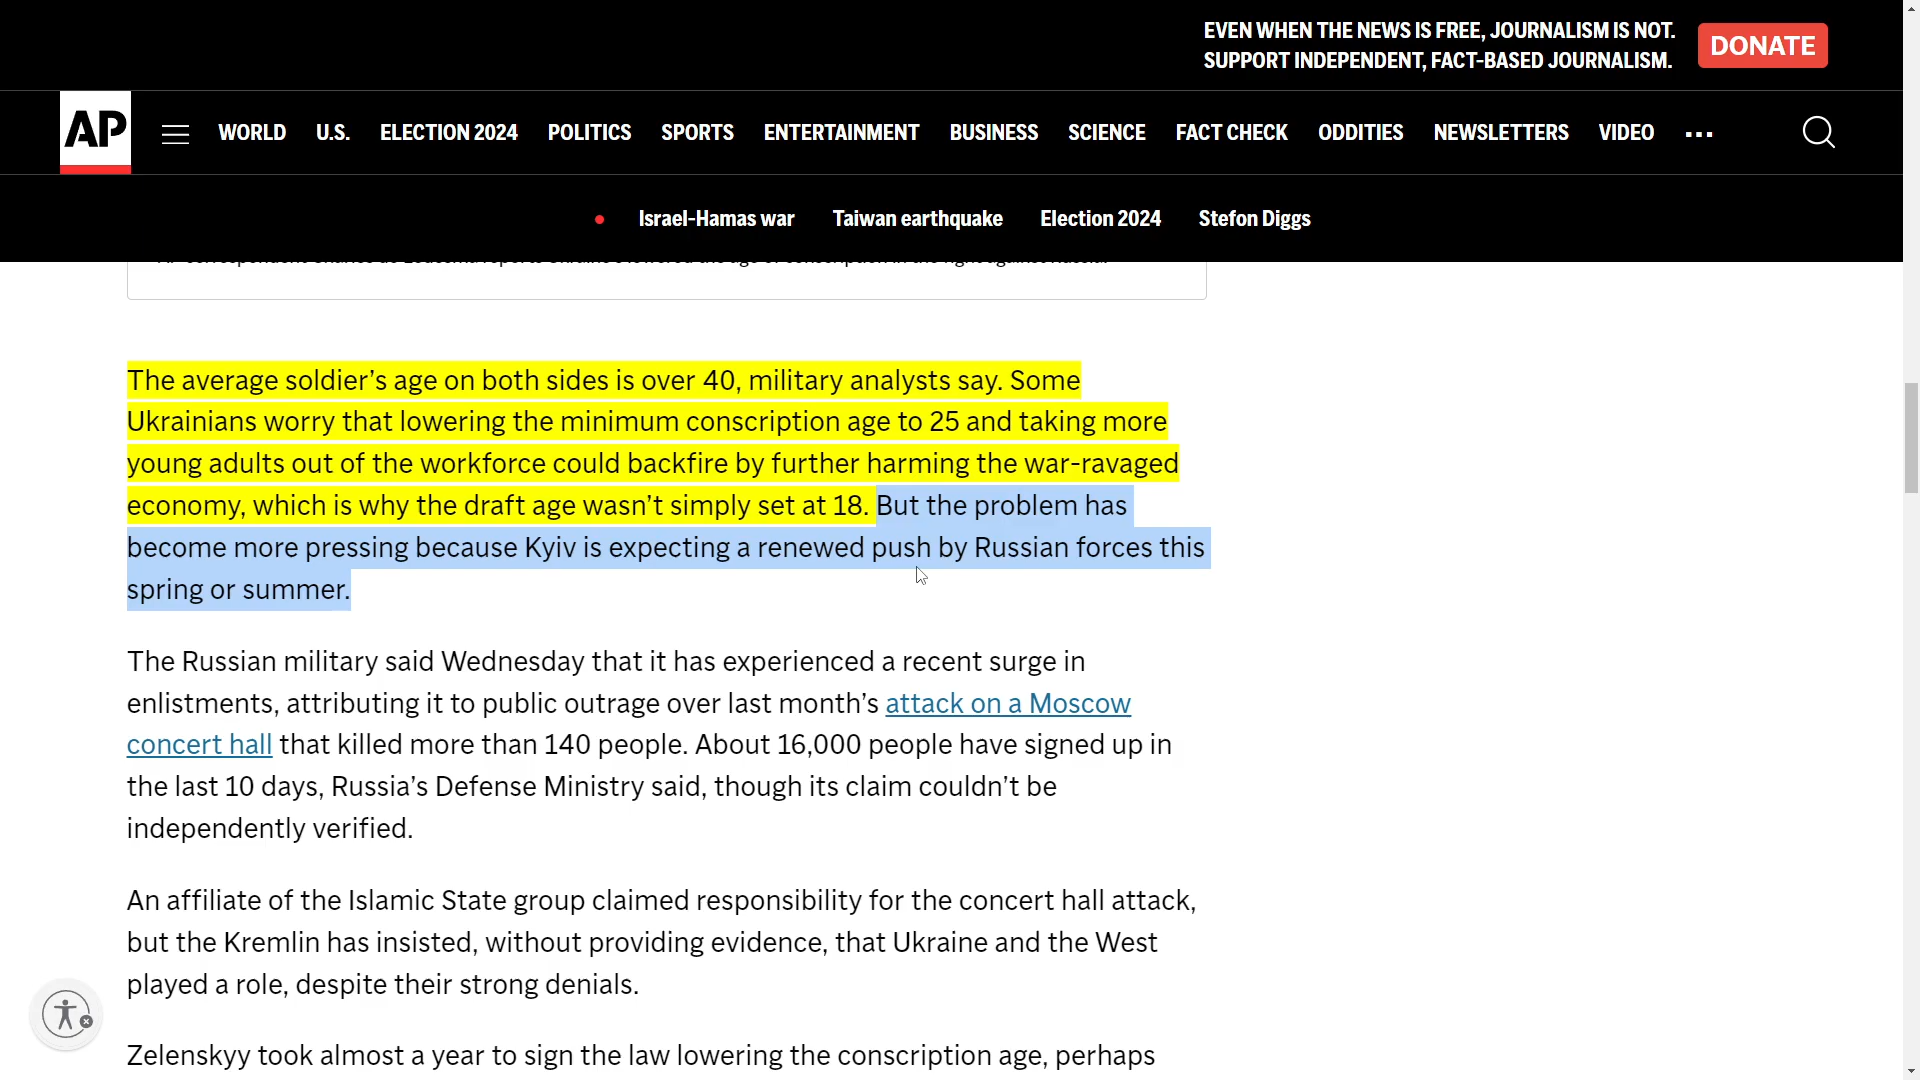 EVEN WHEN THE NEWS IS FREE, JOURNALISM IS NOT.
SUPPORT INDEPENDENT, FACT-BASED JOURNALISM.
DONATE
AP
WORLD U.S. ELECTION 2024 POLITICS SPORTS ENTERTAINMENT BUSINESS SCIENCE FACT CHECK ODDITIES NEWSLETTERS VIDEO ...
Israel-Hamas war Taiwan earthquake Election 2024 Stefon Diggs
The average soldier’s age on both sides is over 40, military analysts say. Some
Ukrainians worry that lowering the minimum conscription age to 25 and taking more
young adults out of the workforce could backfire by further harming the war-ravaged
economy, which is why the draft age wasn’t simply set at 18. But the problem has
become more pressing because Kyiv is expecting a renewed push by Russian forces this
spring or summer.
The Russian military said Wednesday that it has experienced a recent surge in
enlistments, attributing it to public outrage over last month’s attack on a Moscow
concert hall that killed more than 140 people. About 16,000 people have signed up in
the last 10 days, Russia’s Defense Ministry said, though its claim couldn’t be
independently verified.
An affiliate of the Islamic State group claimed responsibility for the concert hall attack,
but the Kremlin has insisted, without providing evidence, that Ukraine and the West
played a role, despite their strong denials.
Zelenskyy took almost a year to sign the law lowering the conscription age, perhaps